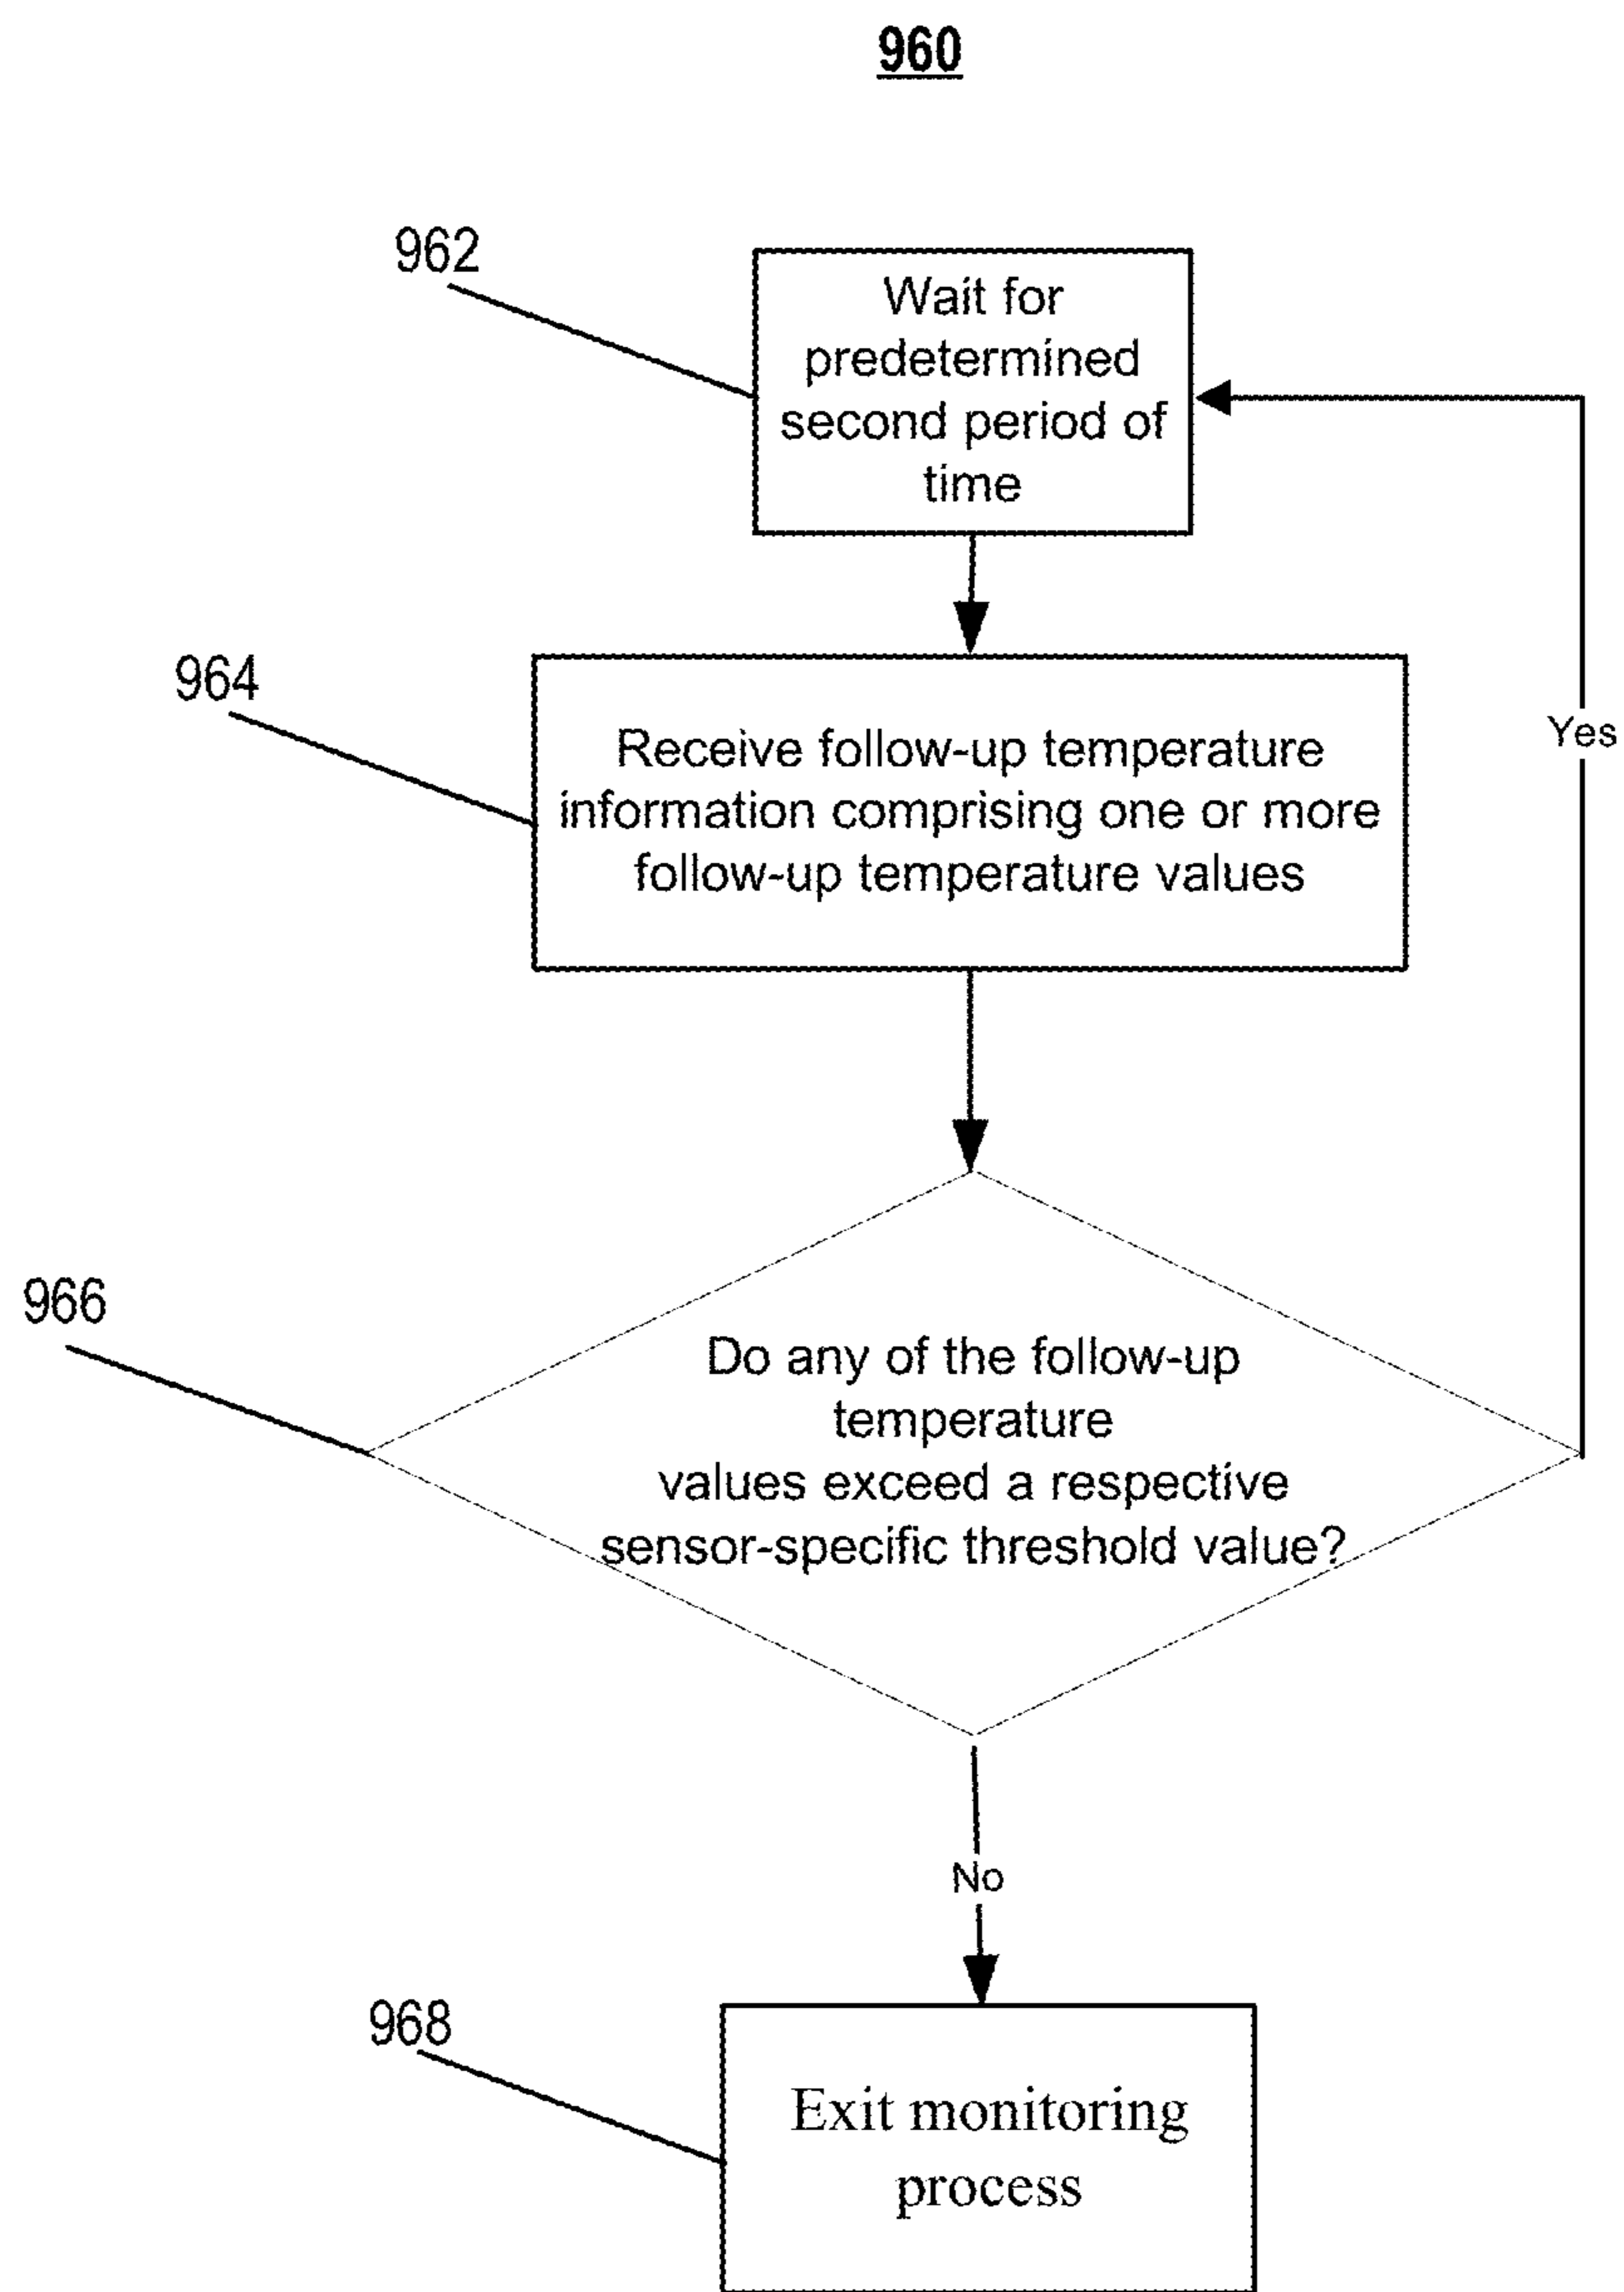 960
962
Wait for
predetermined
second period of
time
964
Receive follow-up temperature
information comprising one or more
follow-up temperature values
Yes
966
Do any of the follow-up
temperature
values exceed a respective
sensor-specific threshold value?
No
968
Exit monitoring
process